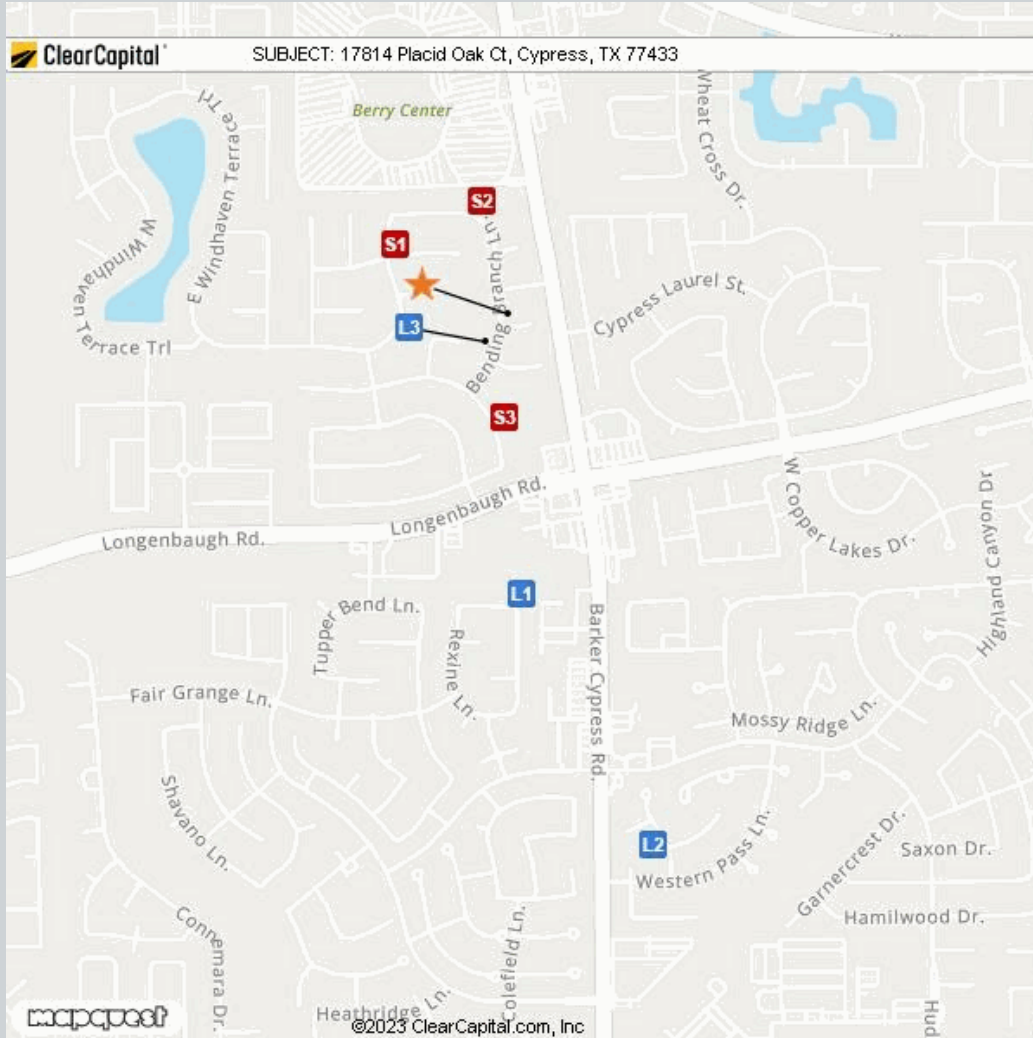 ClearCapital
SUBJECT: 17814 Placid Oak Ct, Cypress, TX 77433
Berry Center
Wheat Cross Dr.
W Windhaven Terrace Trl
E Windhaven Terrace Trl
S2
S1
Bending Branch Ln.
L3
Cypress Laurel St.
S3
Longenbaugh Rd.
Longenbaugh Rd.
W Copper Lakes Dr.
Highland Canyon Dr
L1
Tupper Bend Ln.
Rexine Ln.
Barker Cypress Rd.
Fair Grange Ln.
Mossy Ridge Ln.
Shavano Ln.
L2
Western Pass Ln.
Garnercrest Dr.
Saxon Dr.
Hamilwood Dr.
Connemara Dr.
Colefield Ln.
Heathridge Ln.
mapquest
©2023 ClearCapital.com, Inc